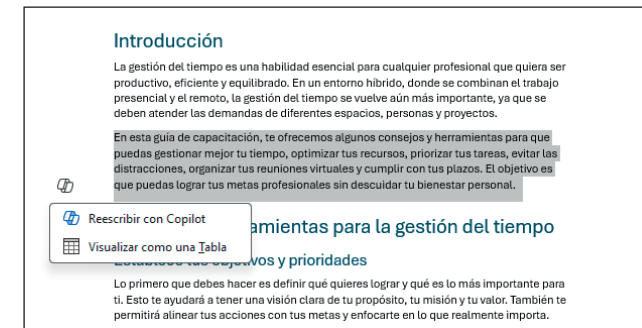 Introducción
La gestión del tiempo es una habilidad esencial para cualquier profesional que quiera ser
productivo, eficiente y equilibrado. En un entorno híbrido, donde se combinan el trabajo
presencial y el remoto, la gestión del tiempo se vuelve aún más importante, ya que se
deben atender las demandas de diferentes espacios, personas y proyectos.
En esta guía de capacitación, te ofrecemos algunos consejos y herramientas para que
puedas gestionar mejor tu tiempo, optimizar tus recursos, priorizar tus tareas, evitar las
distracciones, organizar tus reuniones virtuales y cumplir con tus plazos. El objetivo es
que puedas lograr tus metas profesionales sin descuidar tu bienestar personal.
Reescribir con Copilot
Visualizar como una Tabla
amientas para la gestión del tiempo
tus objetivos y prioridades
Lo primero que debes hacer es definir qué quieres lograr y qué es lo más importante para
ti. Esto te ayudará a tener una visión clara de tu propósito, tu misión y tu valor. También te
permitirá alinear tus acciones con tus metas y enfocarte en lo que realmente importa.